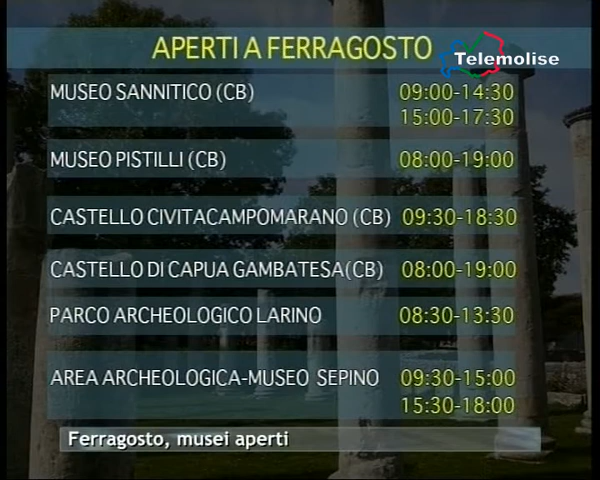 APERTI A FERRAGOSTO
Telemolise
MUSEO SANNITICO (CB) 09:00-14:30
15:00-17:30
MUSEO PISTILLI (CB) 08:00-19:00
CASTELLO CIVITACAMPOMARANO (CB) 09:30-18:30
CASTELLO DI CAPUA GAMBATESA(CB) 08:00-19:00
PARCO ARCHEOLOGICO LARINO 08:30-13:30
AREA ARCHEOLOGICA-MUSEO SEPINO 09:30-15:00
15:30-18:00
Ferragosto, musei aperti